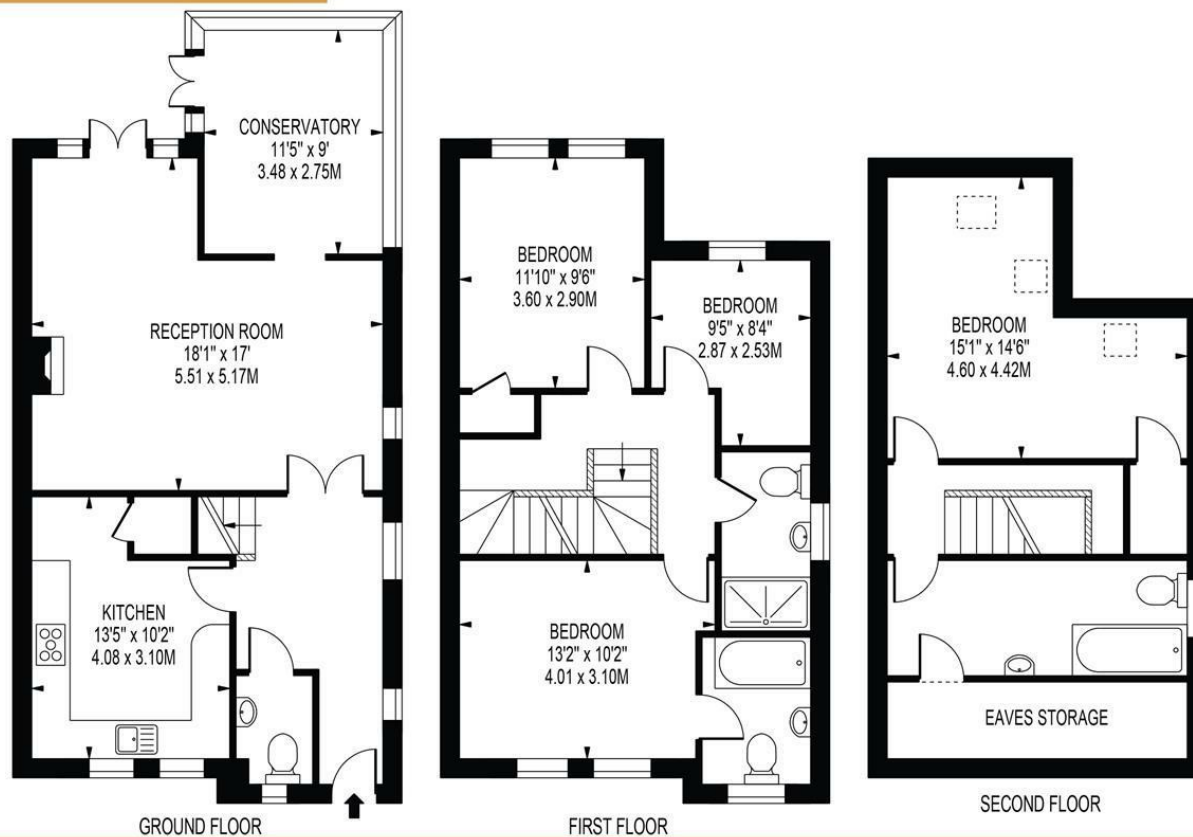 CONSERVATORY
11'5" x 9'
3.48 x 2.75M
RECEPTION ROOM
18'1" x 17'
5.51 x 5.17M
KITCHEN
13'5" x 10'2"
4.08 x 3.10M
GROUND FLOOR
BEDROOM
11'10" x 9'6"
3.60 x 2.90M
BEDROOM
9'5" x 8'4"
2.87 x 2.53M
BEDROOM
13'2" x 10'2"
4.01 x 3.10M
FIRST FLOOR
BEDROOM
15'1" x 14'6"
4.60 x 4.42M
EAVES STORAGE
SECOND FLOOR